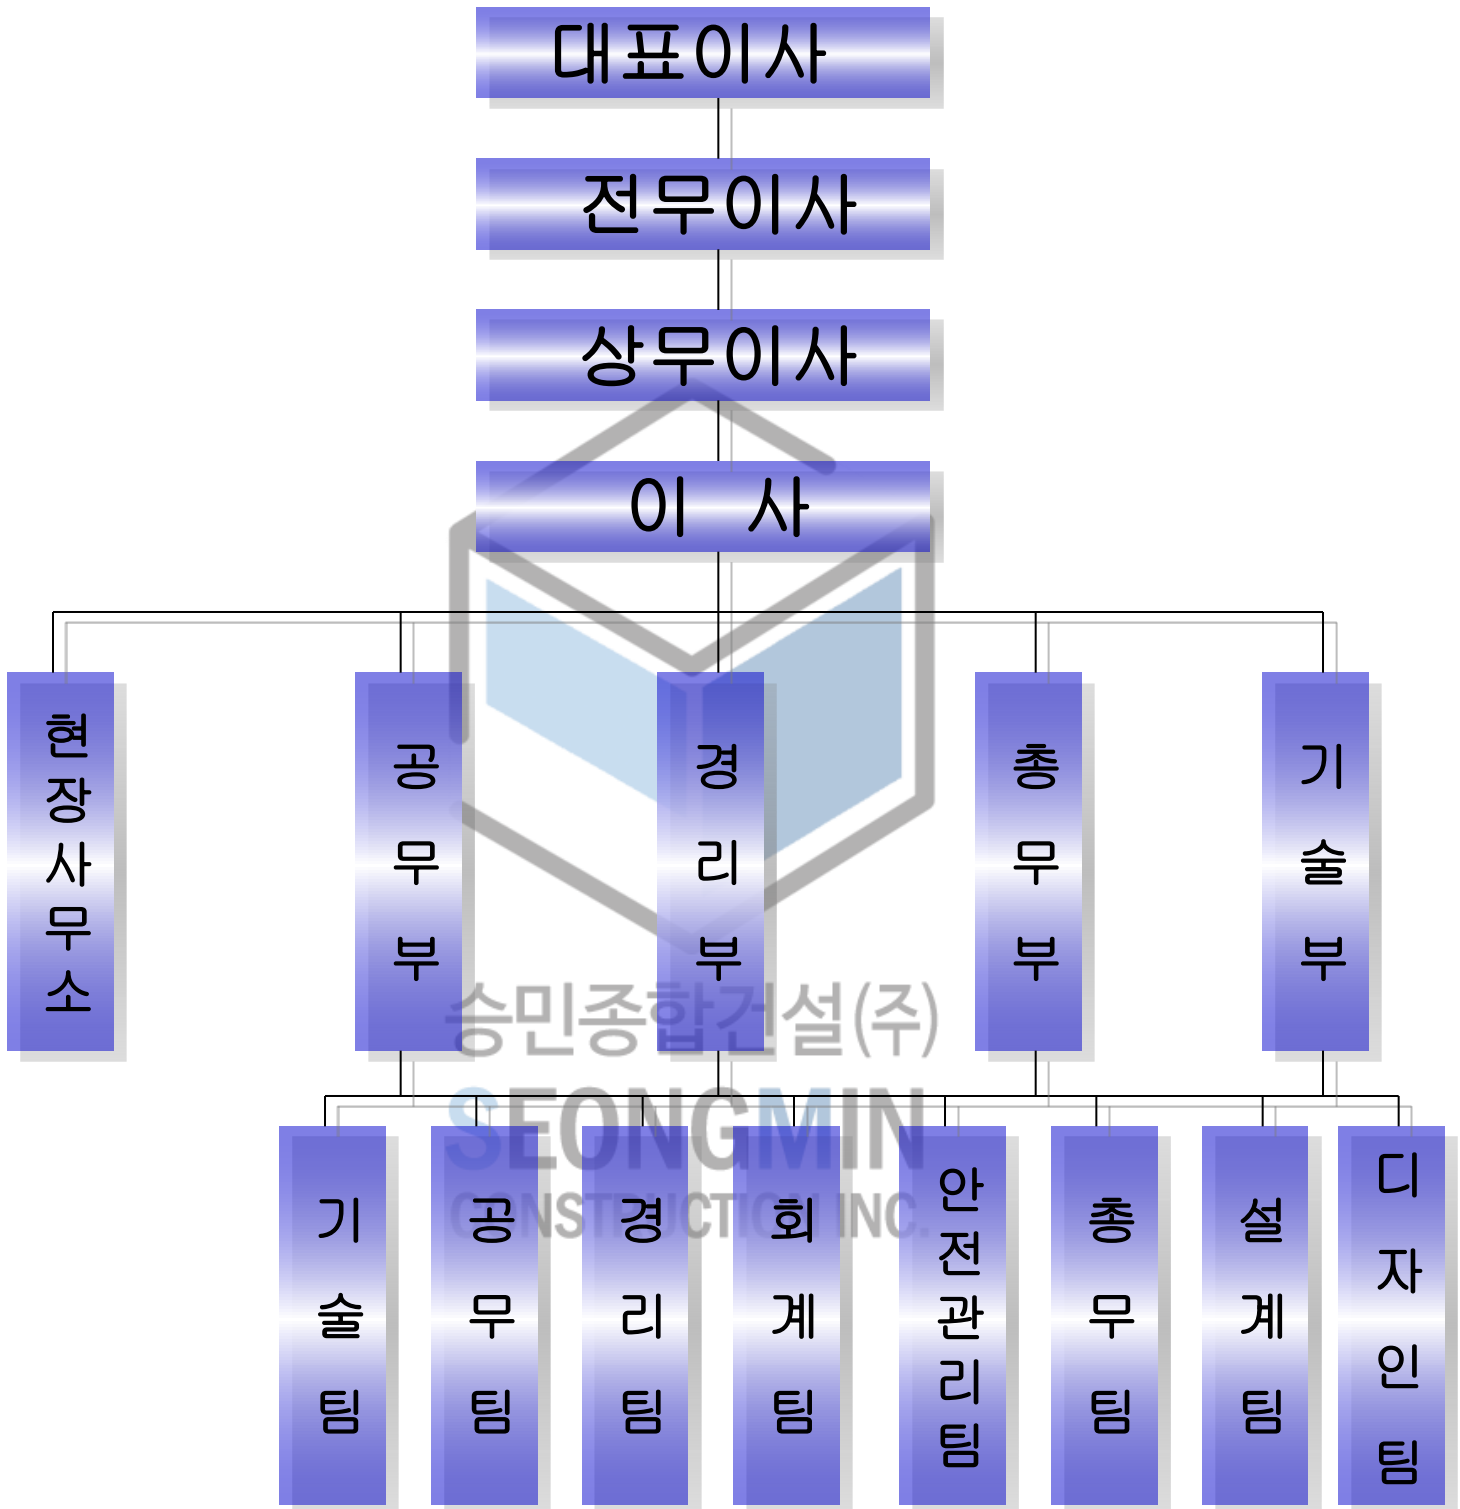 대표이사
전무이사
상무이사
이 사
현장사무소
공무부
경리부
총무부
기술부
승민종합건설(주)
SEONGMIN
CONSTRUCTION INC.
기술팀
공무팀
경리팀
회계팀
안전관리팀
총무팀
설계팀
디자인팀